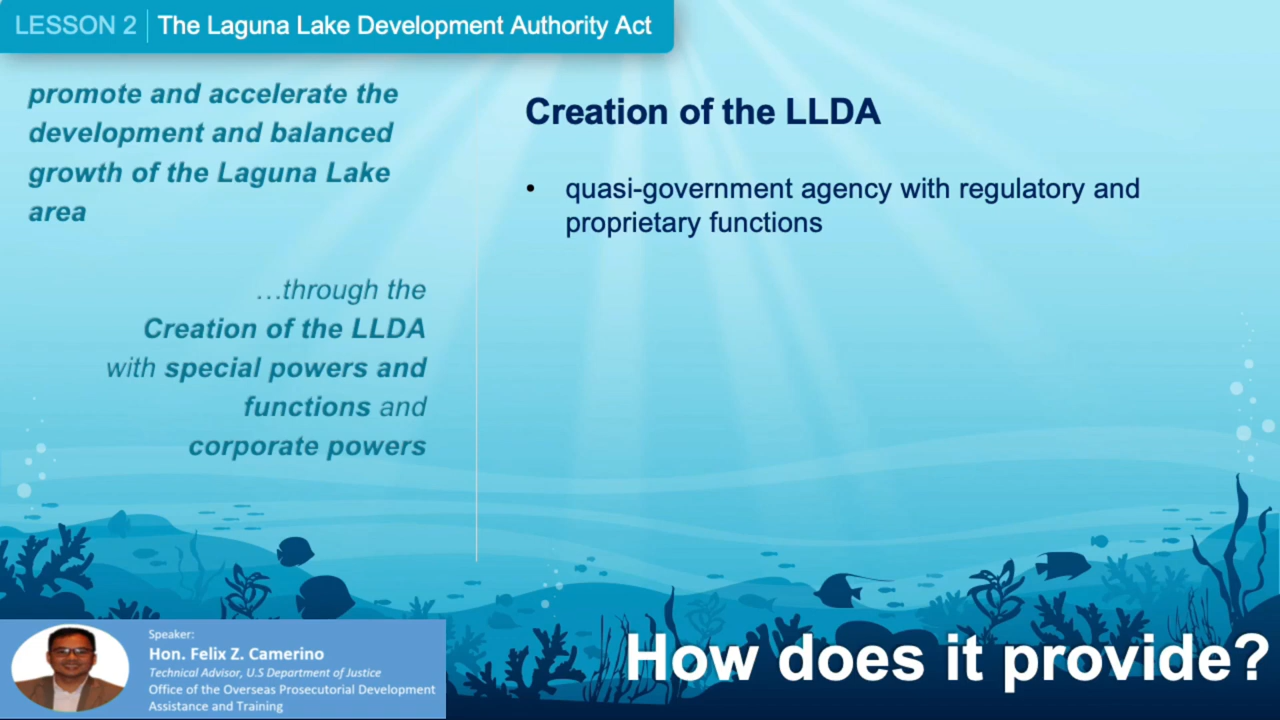 LESSON 2 | The Laguna Lake Development Authority Act
promote and accelerate the
development and balanced
growth of the Laguna Lake
area
…through the
Creation of the LLDA
with special powers and
functions and
corporate powers
Creation of the LLDA
• quasi-government agency with regulatory and
proprietary functions
How does it provide?
Speaker:
Hon. Felix Z. Camerino
Technical Advisor, U.S Department of Justice
Office of the Overseas Prosecutorial Development
Assistance and Training